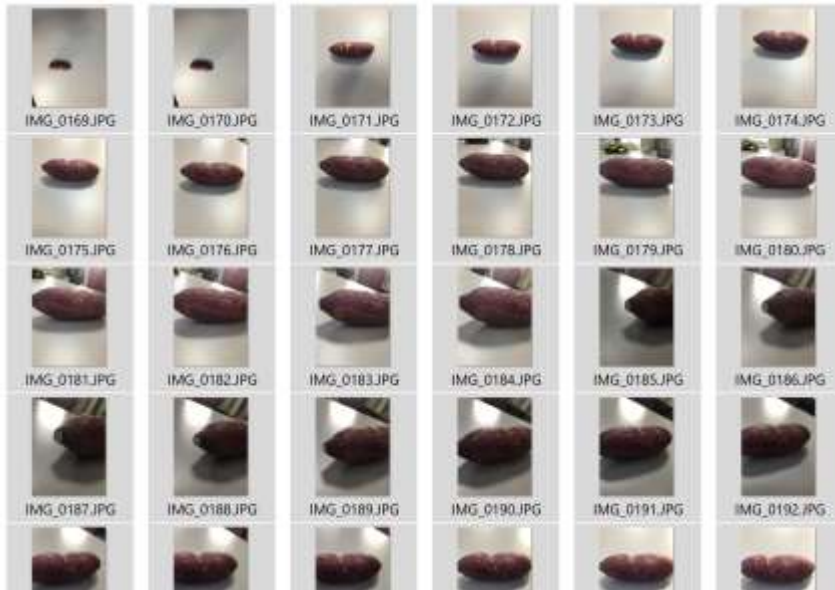 IMG_0169.JPG IMG_0170.JPG IMG_0171.JPG IMG_0172.JPG IMG_0173.JPG IMG_0174.JPG
IMG_0175.JPG IMG_0176.JPG IMG_0177.JPG IMG_0178.JPG IMG_0179.JPG IMG_0180.JPG
IMG_0181.JPG IMG_0182.JPG IMG_0183.JPG IMG_0184.JPG IMG_0185.JPG IMG_0186.JPG
IMG_0187.JPG IMG_0188.JPG IMG_0189.JPG IMG_0190.JPG IMG_0191.JPG IMG_0192.JPG